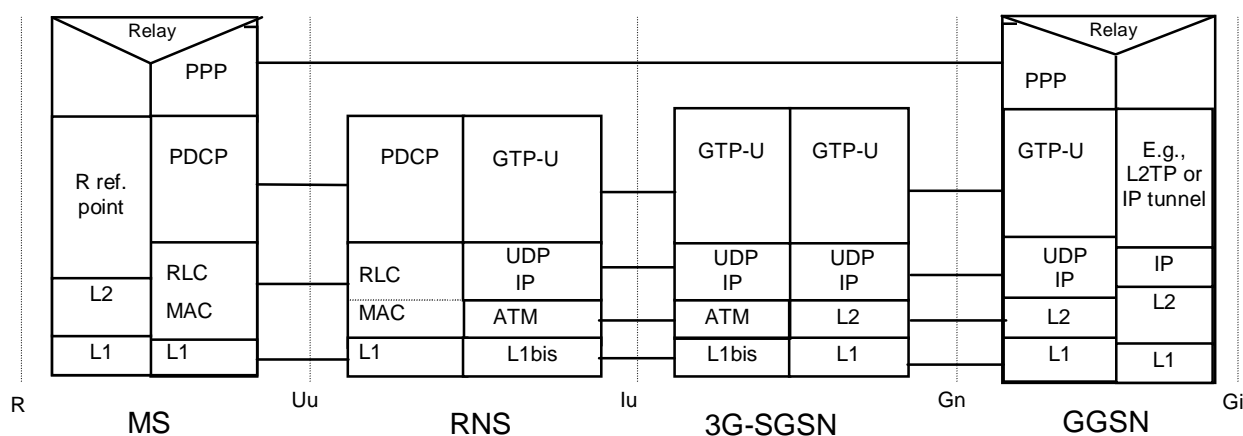 Relay
Relay
PPP
PPP
PDCP
PDCP
GTP-U
GTP-U
GTP-U
GTP-U
E.g.,
L2TP or
IP tunnel
R ref.
point
RLC
MAC
RLC
MAC
UDP
IP
UDP
IP
UDP
IP
UDP
IP
IP
L2
ATM
ATM
L2
L2
L2
L1
L1
L1
L1bis
L1bis
L1
L1
L1
R
Uu
Iu
Gn
Gi
MS
RNS
3G-SGSN
GGSN